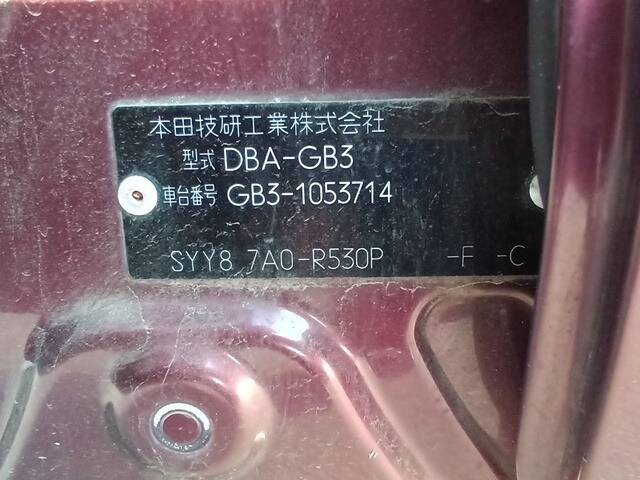 本田技研工業株式会社
型式 DBA-GB3
車台番号 GB3-1053714
SYY8 7A0-R530P -F -C